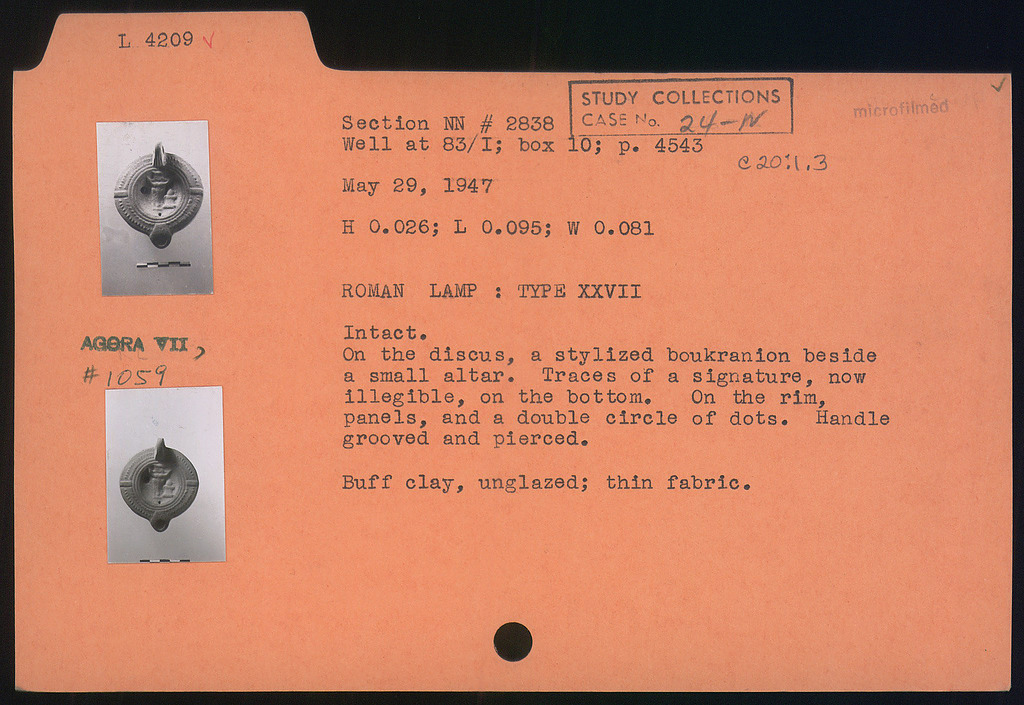 L 4209 ✓
STUDY COLLECTIONS
CASE No. 24-IV
microfilmed
Section NN # 2838
Well at 83/I; box 10; p. 4543
C 20:1.3
May 29, 1947
H 0.026; L 0.095; W 0.081
ROMAN LAMP : TYPE XXVII
Intact.
On the discus, a stylized boukranion beside
a small altar. Traces of a signature, now
illegible, on the bottom. On the rim,
panels, and a double circle of dots. Handle
grooved and pierced.
Buff clay, unglazed; thin fabric.
AGORA VII,
#1059